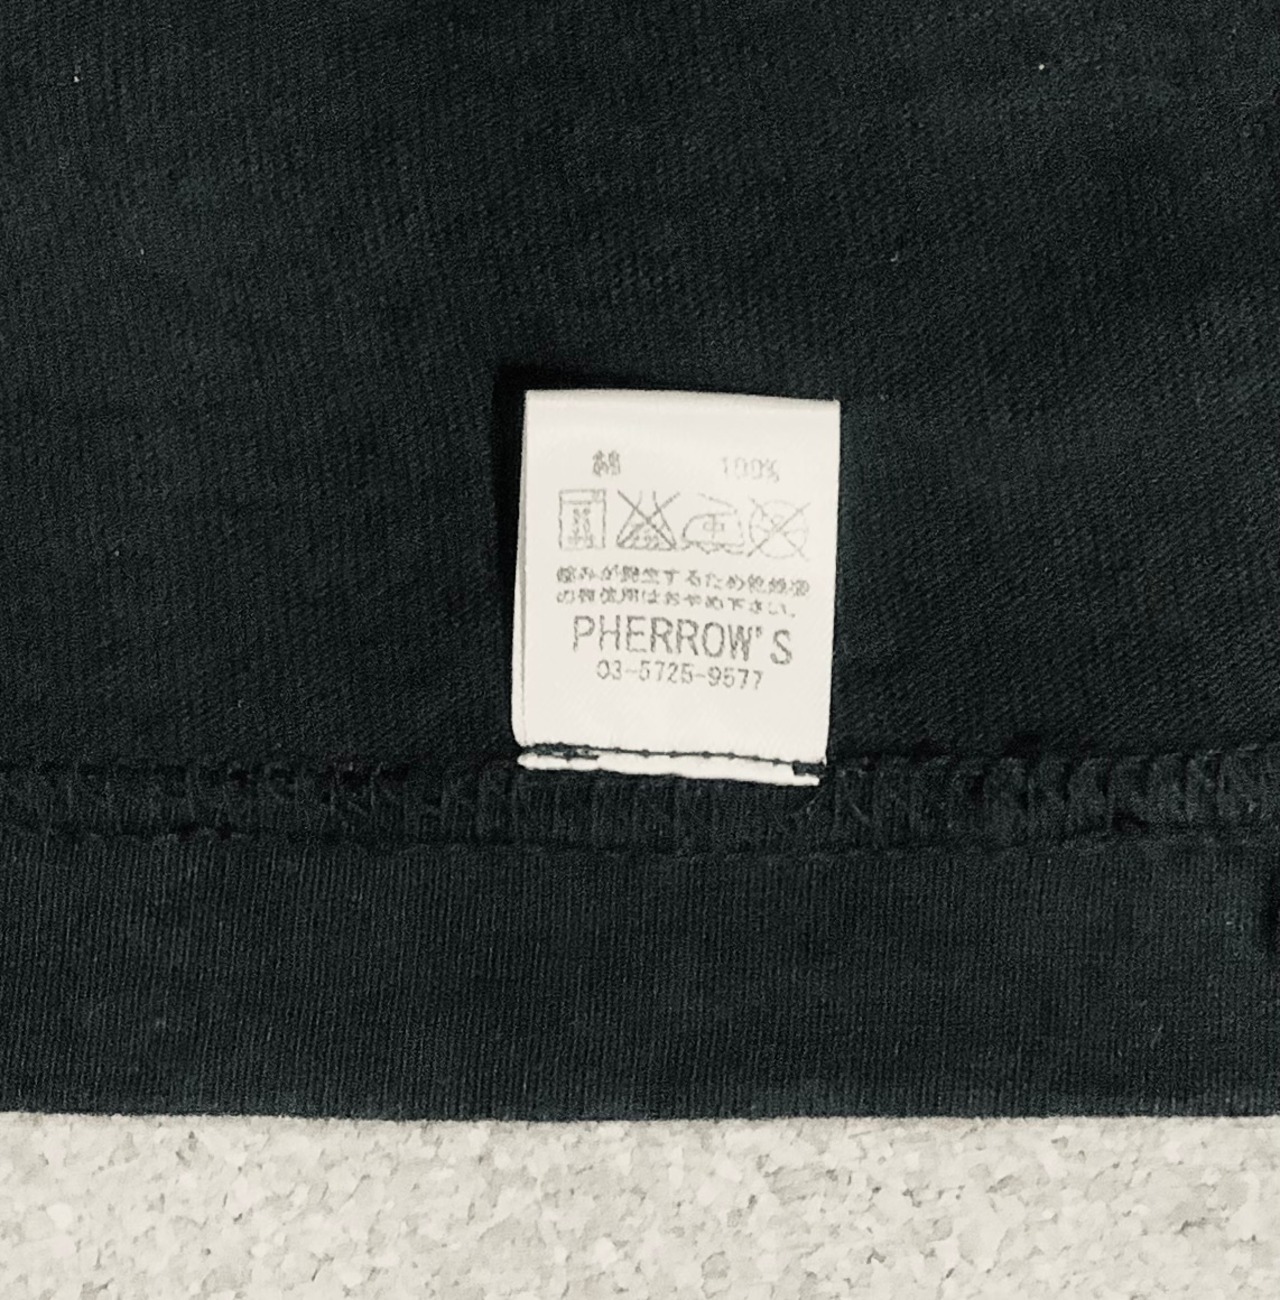 綿 100%
縮みが発生するため乾燥機
の御使用はおやめ下さい。
PHERROW'S
03-5725-9577